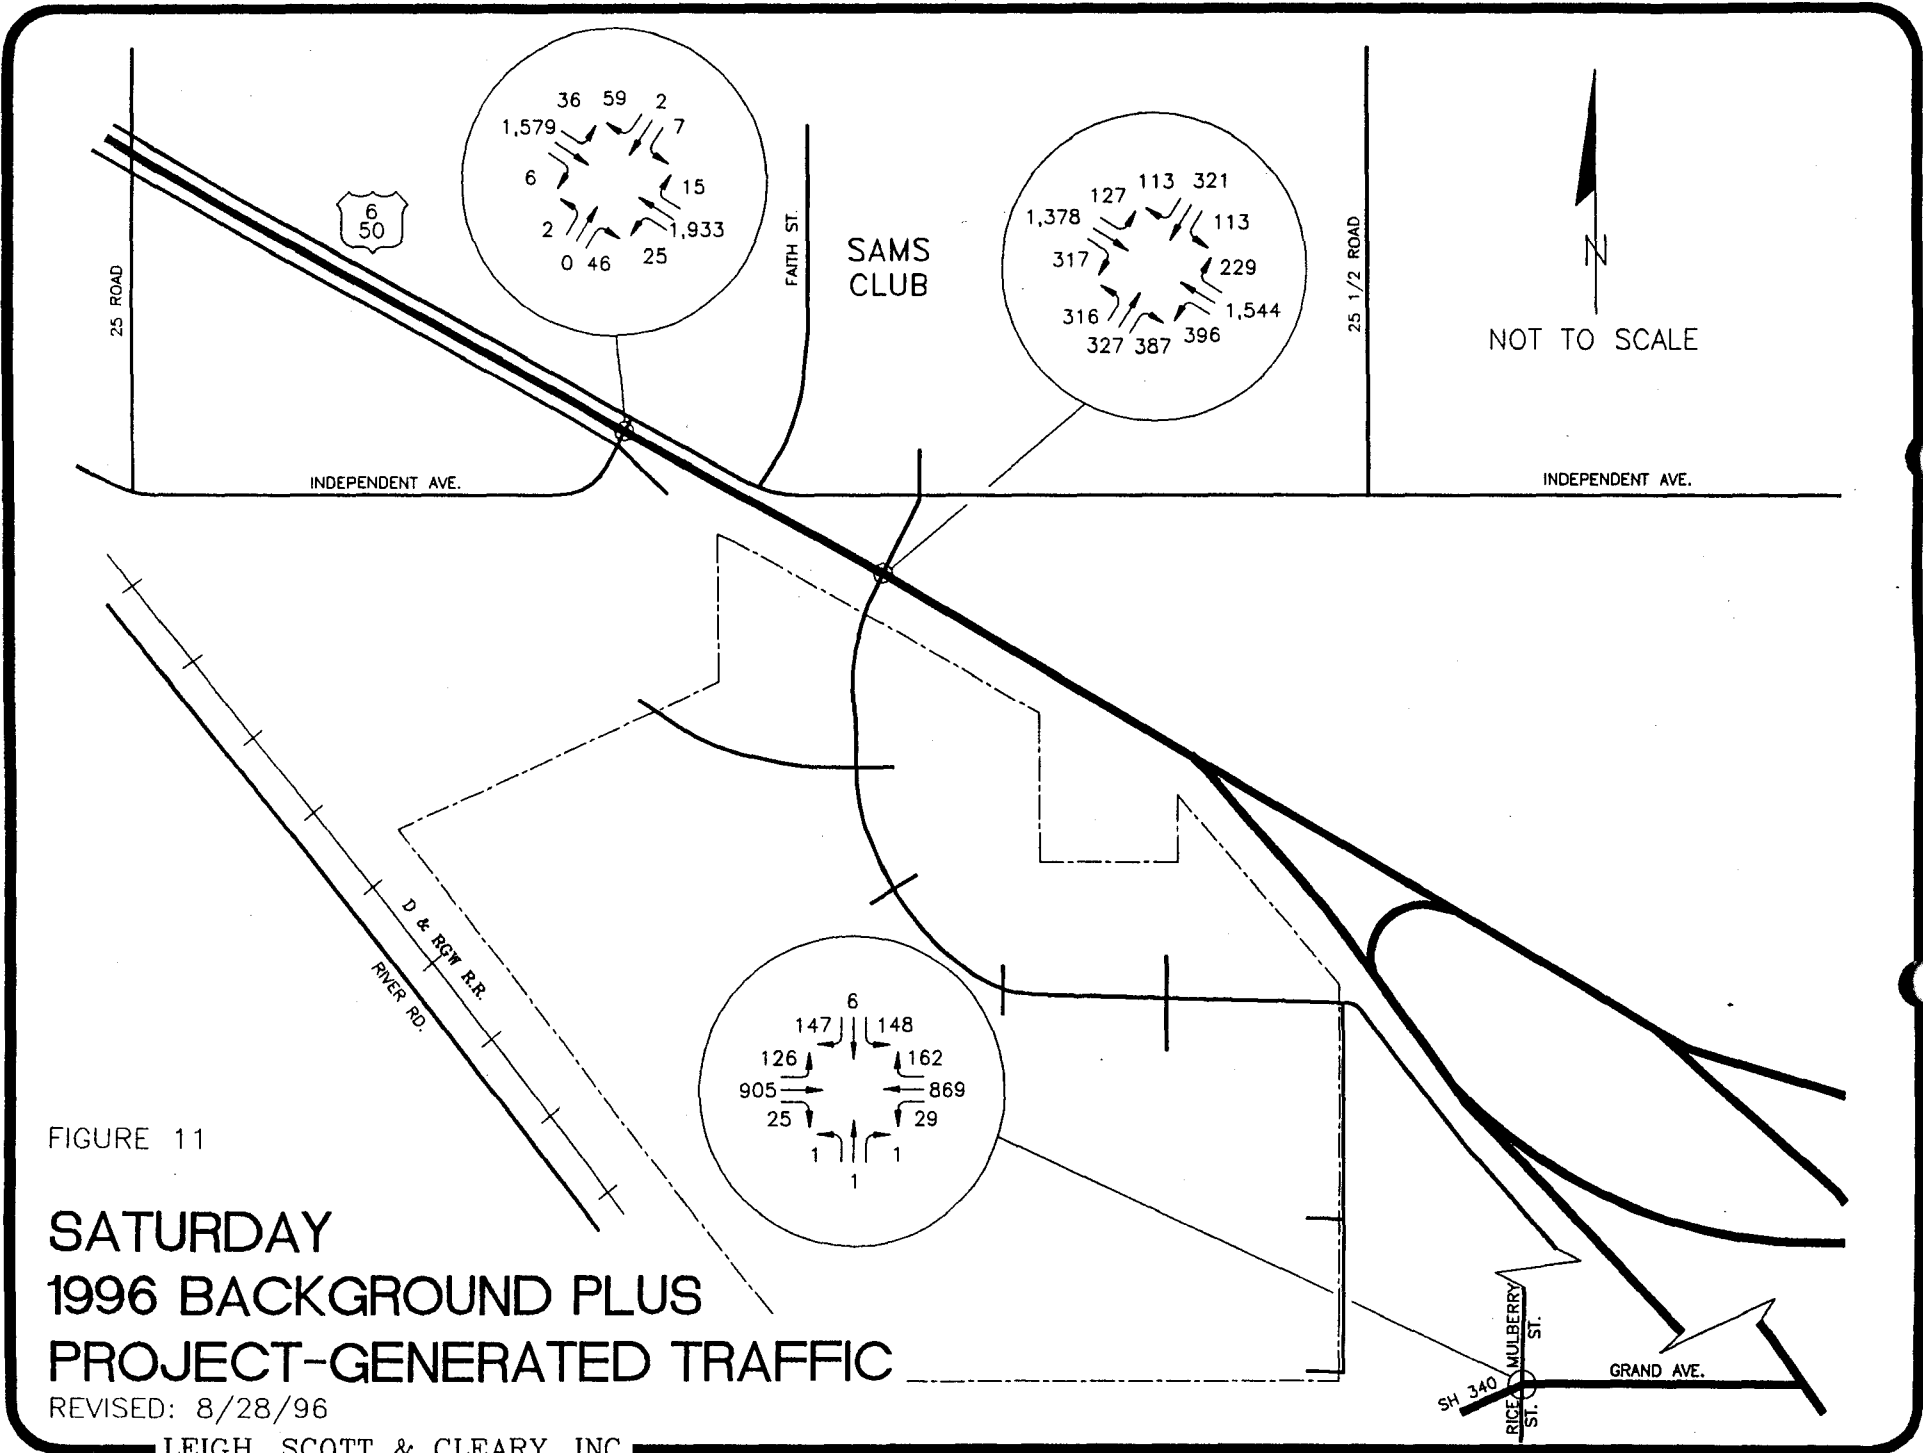 36 59 2
1,579 7
6 15
2 1,933
0 46 25
6
50
25 ROAD
FAITH ST.
SAMS
CLUB
113 321
127 113
1,378
317 229
316 1,544
327 387 396
25 1/2 ROAD
N
NOT TO SCALE
INDEPENDENT AVE.
INDEPENDENT AVE.
D & RGW R.R.
RIVER RD.
6
147 148
126 162
905 869
25 29
1 1
1
FIGURE 11
SATURDAY
1996 BACKGROUND PLUS
PROJECT-GENERATED TRAFFIC
REVISED: 8/28/96
LEIGH, SCOTT & CLEARY, INC.
MULBERRY
ST.
RICE
ST.
SH 340
GRAND AVE.